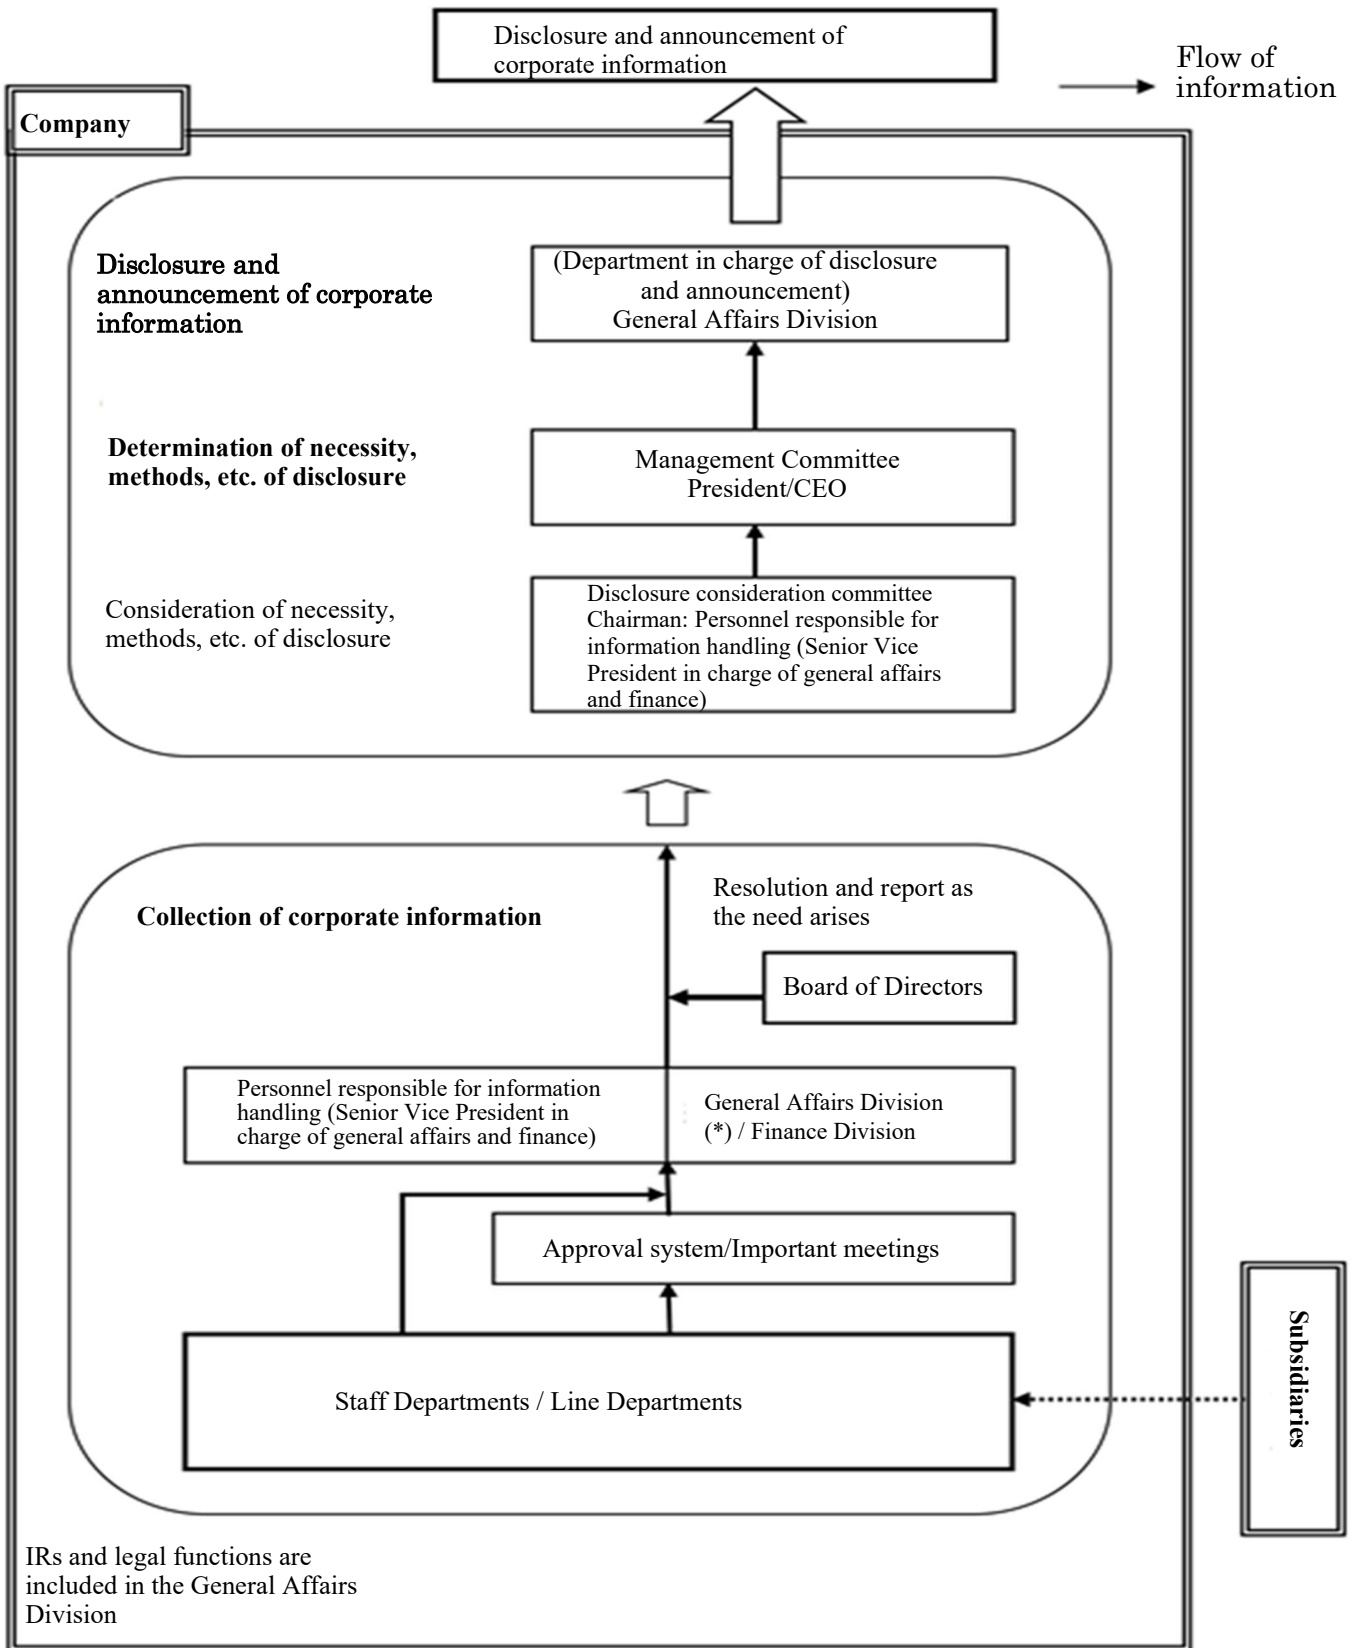 Disclosure and announcement of
corporate information
Flow of
information
Company
Disclosure and
announcement of corporate
information
(Department in charge of disclosure
and announcement)
General Affairs Division
Determination of necessity,
methods, etc. of disclosure
Management Committee
President/CEO
Consideration of necessity,
methods, etc. of disclosure
Disclosure consideration committee
Chairman: Personnel responsible for
information handling (Senior Vice
President in charge of general affairs
and finance)
Collection of corporate information
Resolution and report as
the need arises
Board of Directors
Personnel responsible for information
handling (Senior Vice President in
charge of general affairs and finance)
General Affairs Division
(*) / Finance Division
Approval system/Important meetings
Staff Departments / Line Departments
Subsidiaries
IRs and legal functions are
included in the General Affairs
Division